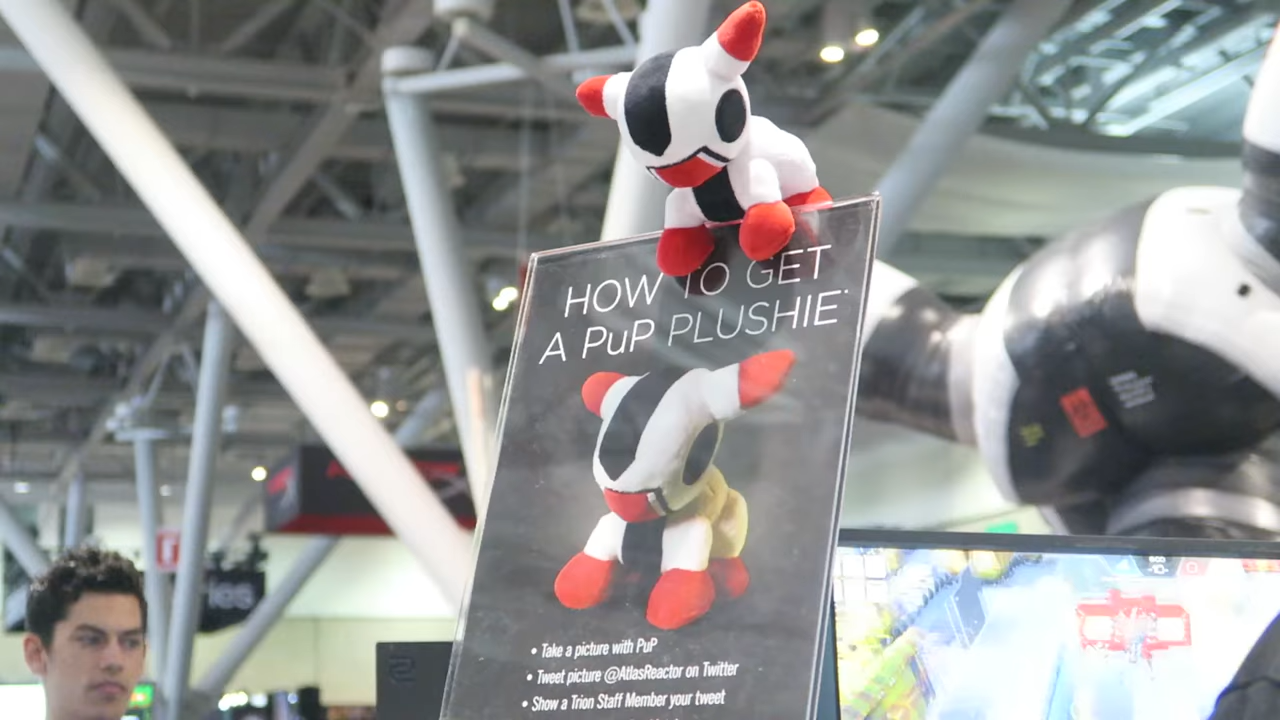 HOW TO GET
A PuP PLUSHIE*
• Take a picture with PuP
• Tweet picture @AtlasReactor on Twitter
• Show a Trion Staff Member your tweet
ies